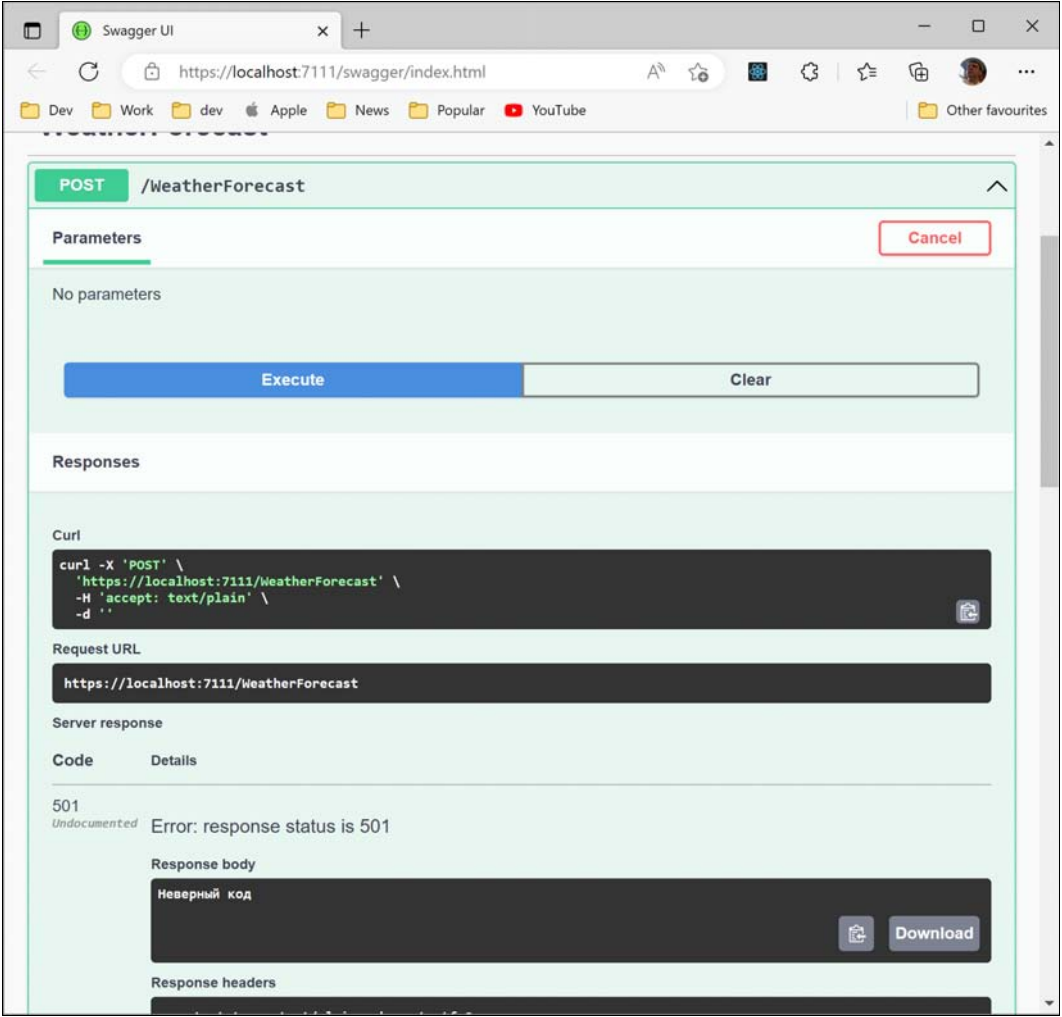 Swagger UI
https://localhost:7111/swagger/index.html
Dev Work dev Apple News Popular YouTube Other favourites
WeatherForecast
POST /WeatherForecast
Parameters Cancel
No parameters
Execute Clear
Responses
Curl
curl -X 'POST' \
'https://localhost:7111/WeatherForecast' \
-H 'accept: text/plain' \
-d ''
Request URL
https://localhost:7111/WeatherForecast
Server response
Code Details
501
Undocumented Error: response status is 501
Response body
Неверный код
Download
Response headers